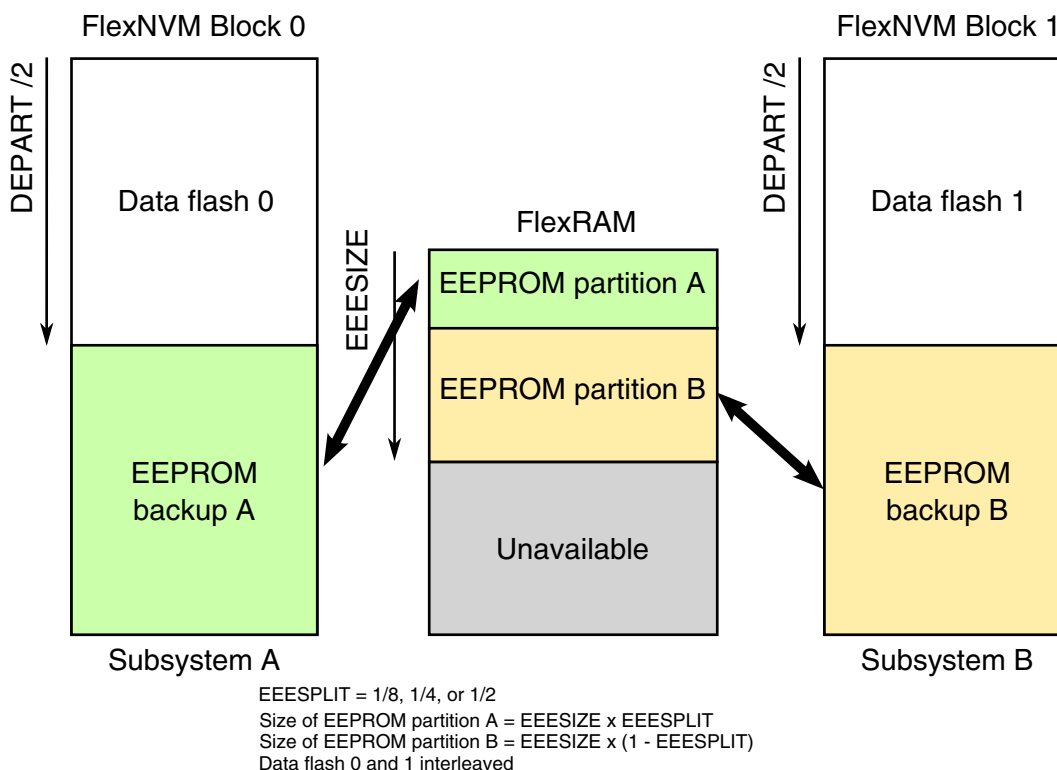 FlexNVM Block 0
FlexNVM Block 1
DEPART /2
Data flash 0
DEPART /2
Data flash 1
FlexRAM
EEESIZE
EEPROM partition A
EEPROM partition B
EEPROM
backup A
EEPROM
backup B
Unavailable
Subsystem A
Subsystem B
EEESPLIT = 1/8, 1/4, or 1/2
Size of EEPROM partition A = EEESIZE x EEESPLIT
Size of EEPROM partition B = EEESIZE x (1 - EEESPLIT)
Data flash 0 and 1 interleaved